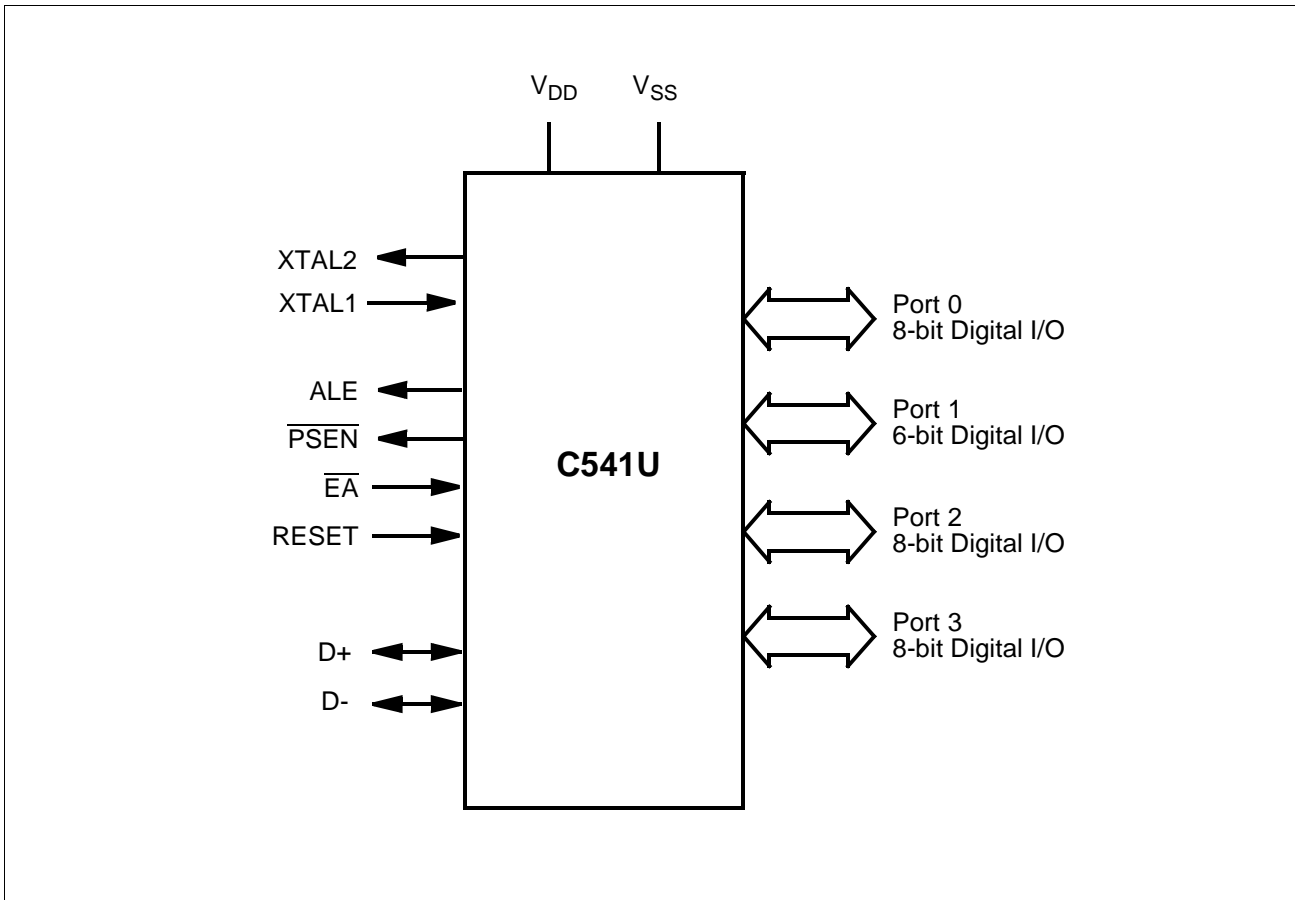 VDD VSS
XTAL2
XTAL1
ALE
PSEN
EA
RESET
D+
D-
C541U
Port 0
8-bit Digital I/O
Port 1
6-bit Digital I/O
Port 2
8-bit Digital I/O
Port 3
8-bit Digital I/O